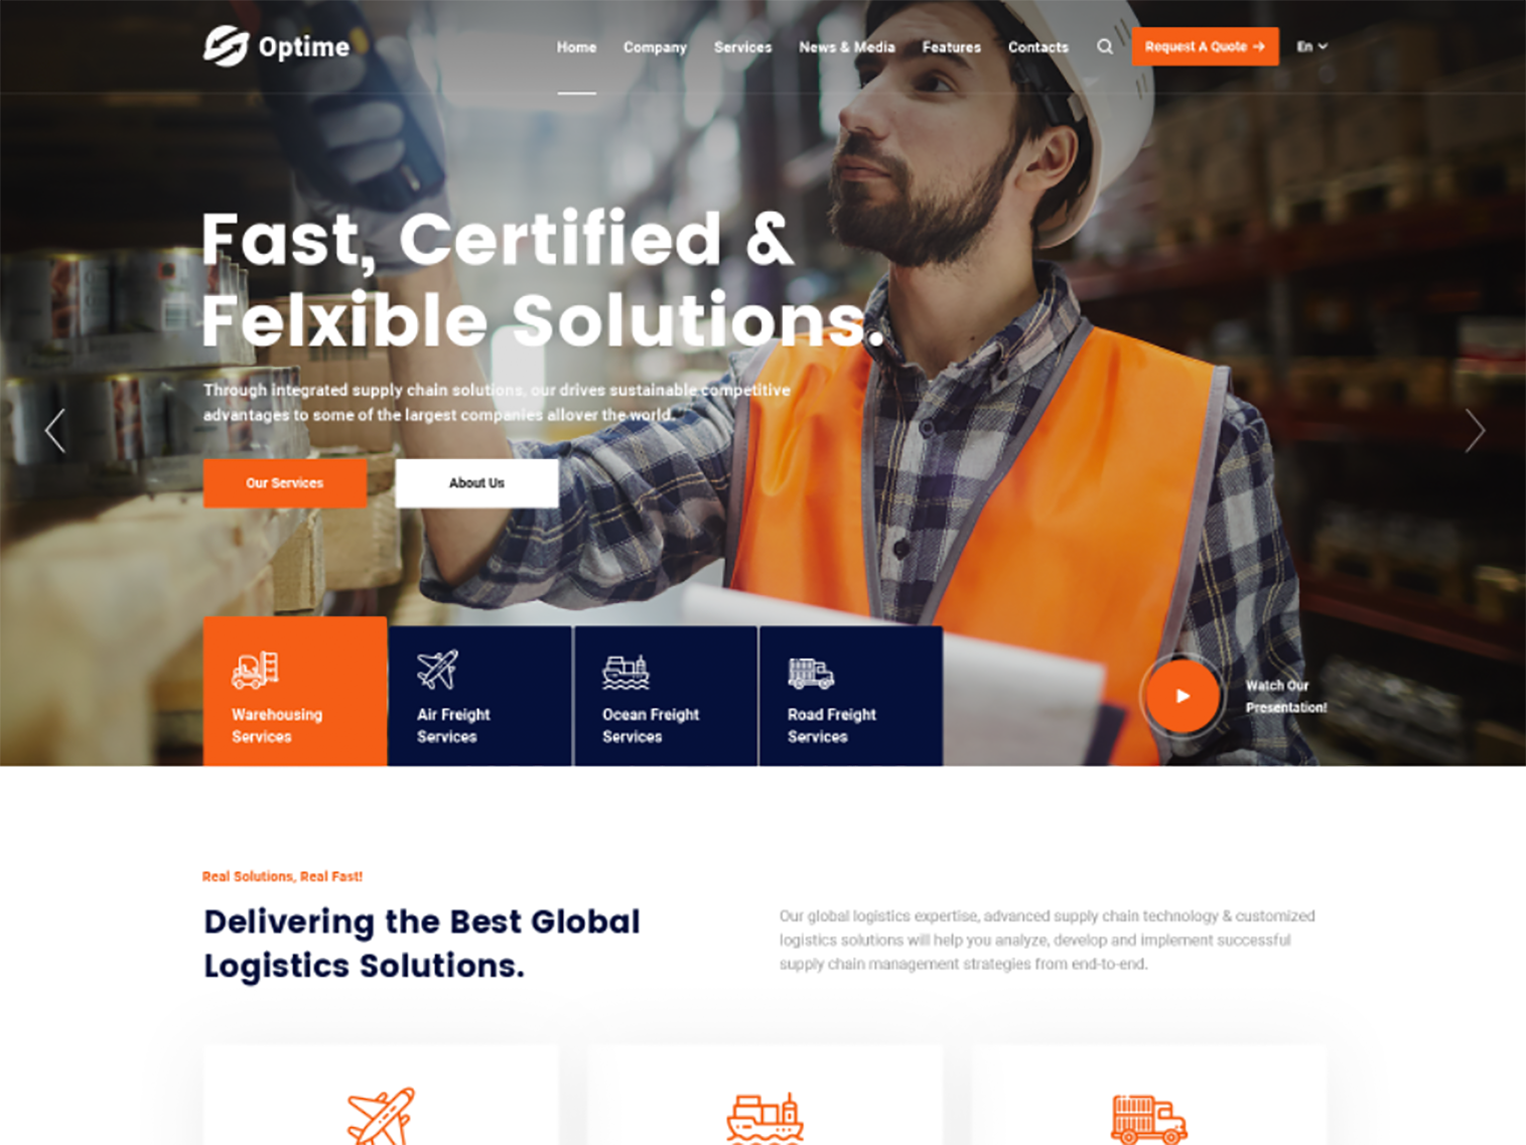 Optime
Home Company Services News & Media Features Contacts Request A Quote → En
Fast, Certified &
Felxible Solutions.
Through integrated supply chain solutions, our drives sustainable competitive
advantages to some of the largest companies allover the world.
Our Services About Us
Warehousing
Services
Air Freight
Services
Ocean Freight
Services
Road Freight
Services
Watch Our
Presentation!
Real Solutions, Real Fast!
Delivering the Best Global
Logistics Solutions.
Our global logistics expertise, advanced supply chain technology & customized
logistics solutions will help you analyze, develop and implement successful
supply chain management strategies from end-to-end.